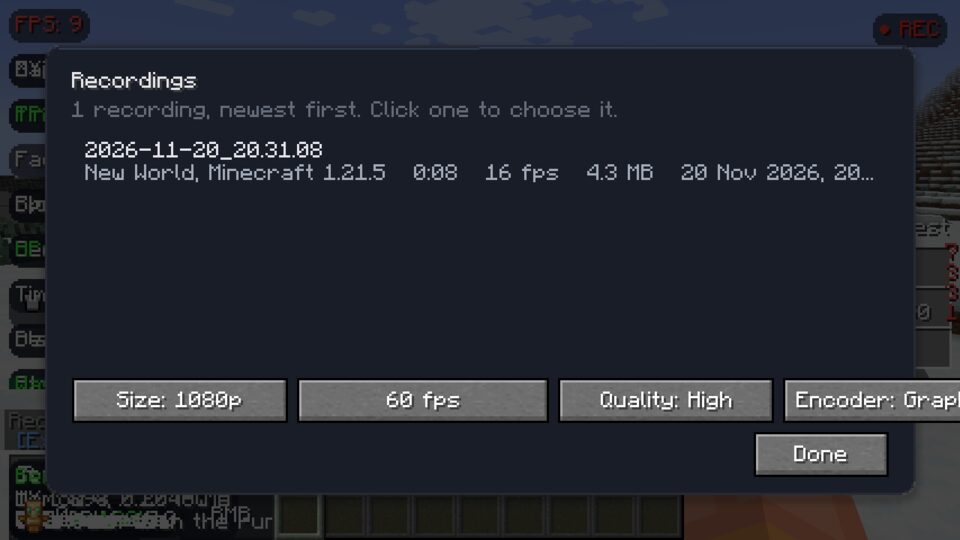 FPS: 9
● REC
Recordings
1 recording, newest first. Click one to choose it.
2026-11-20_20.31.08
New World, Minecraft 1.21.5 0:08 16 fps 4.3 MB 20 Nov 2026, 20...
Size: 1080p
60 fps
Quality: High
Encoder: Grap
Done